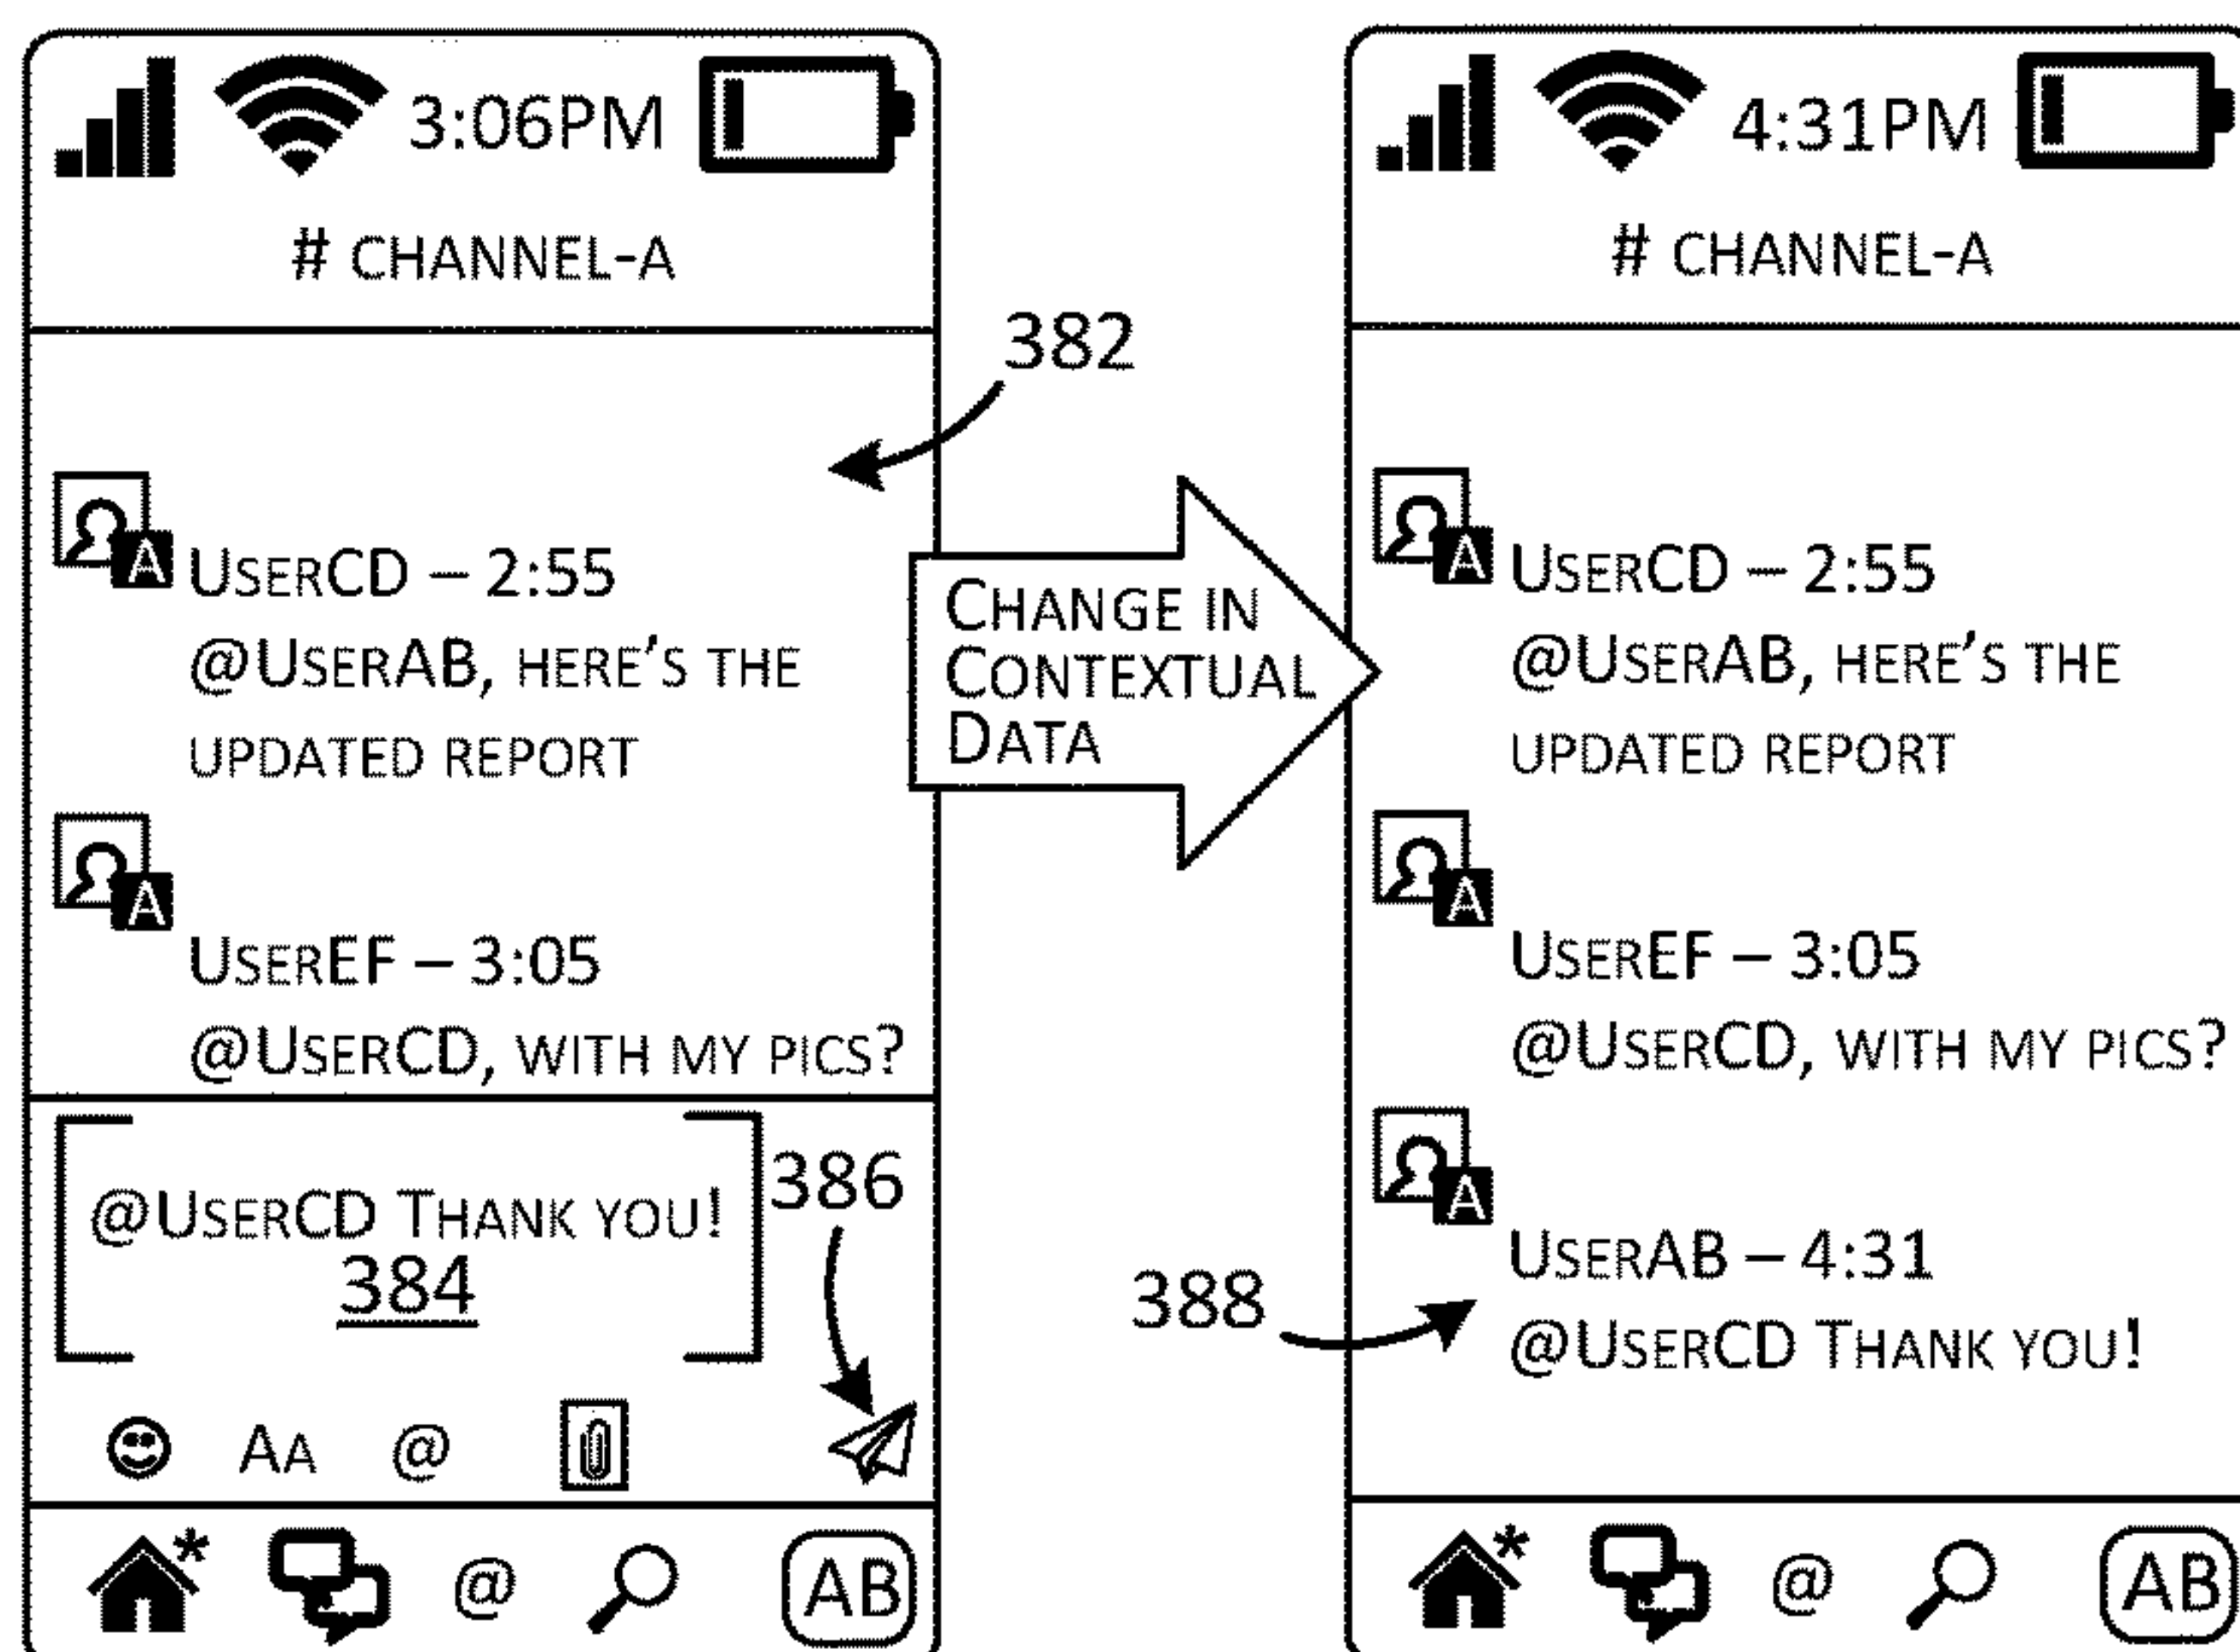 3:06PM
# CHANNEL-A
382
A
USERCD – 2:55
@USERAB, HERE'S THE
UPDATED REPORT
A
USEREF – 3:05
@USERCD, WITH MY PICS?
@USERCD THANK YOU!
384
386
AA @
@ AB
CHANGE IN
CONTEXTUAL
DATA
4:31PM
# CHANNEL-A
A
USERCD – 2:55
@USERAB, HERE'S THE
UPDATED REPORT
A
USEREF – 3:05
@USERCD, WITH MY PICS?
A
USERAB – 4:31
388
@USERCD THANK YOU!
@ AB